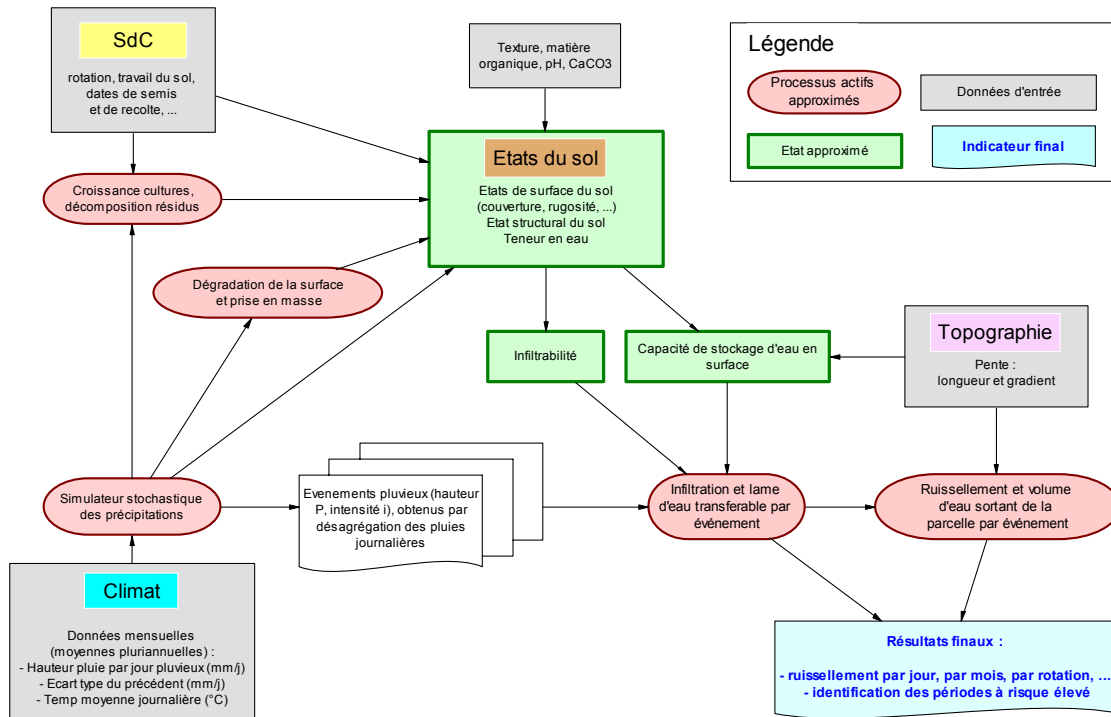 SdC
rotation, travail du sol,
dates de semis
et de recolte, ...
Texture, matière
organique, pH, CaCO3
Légende
Processus actifs
approximés
Données d'entrée
Etat approximé
Indicateur final
Etats du sol
Etats de surface du sol
(couverture, rugosité, ...)
Etat structural du sol
Teneur en eau
Croissance cultures,
décomposition résidus
Dégradation de la surface
et prise en masse
Infiltrabilité
Capacité de stockage d'eau en
surface
Topographie
Pente :
longueur et gradient
Simulateur stochastique
des précipitations
Evenements pluvieux (hauteur
P, intensité i), obtenus par
désagrégation des pluies
journalières
Infiltration et lame
d'eau transferable par
événement
Ruissellement et volume
d'eau sortant de la
parcelle par événement
Climat
Données mensuelles
(moyennes pluriannuelles) :
- Hauteur pluie par jour pluvieux (mm/j)
- Ecart type du précédent (mm/j)
- Temp moyenne journalière (°C)
Résultats finaux :
- ruissellement par jour, par mois, par rotation, ...
- identification des périodes à risque élevé